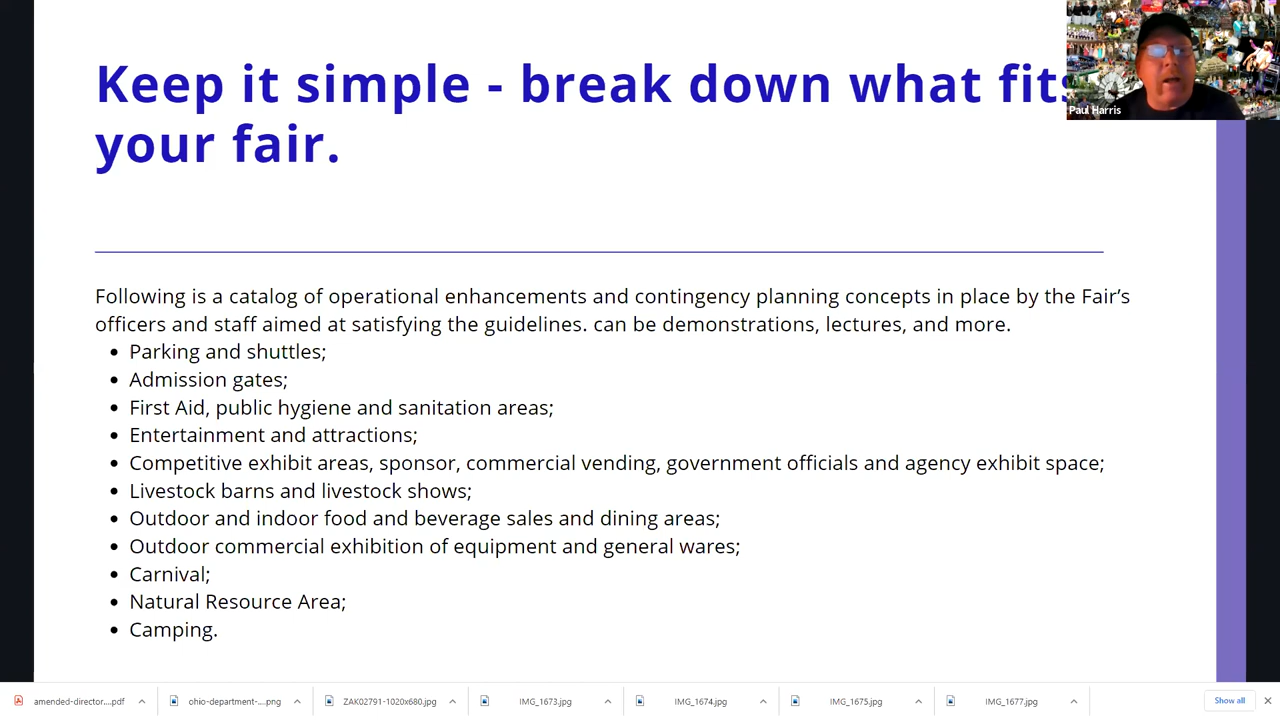 Keep it simple - break down what fits
your fair.
Paul Harris
Following is a catalog of operational enhancements and contingency planning concepts in place by the Fair's
officers and staff aimed at satisfying the guidelines. can be demonstrations, lectures, and more.
• Parking and shuttles;
• Admission gates;
• First Aid, public hygiene and sanitation areas;
• Entertainment and attractions;
• Competitive exhibit areas, sponsor, commercial vending, government officials and agency exhibit space;
• Livestock barns and livestock shows;
• Outdoor and indoor food and beverage sales and dining areas;
• Outdoor commercial exhibition of equipment and general wares;
• Carnival;
• Natural Resource Area;
• Camping.
amended-director....pdf ohio-department-....png ZAK02791-1020x680.jpg IMG_1673.jpg IMG_1674.jpg IMG_1675.jpg IMG_1677.jpg Show all